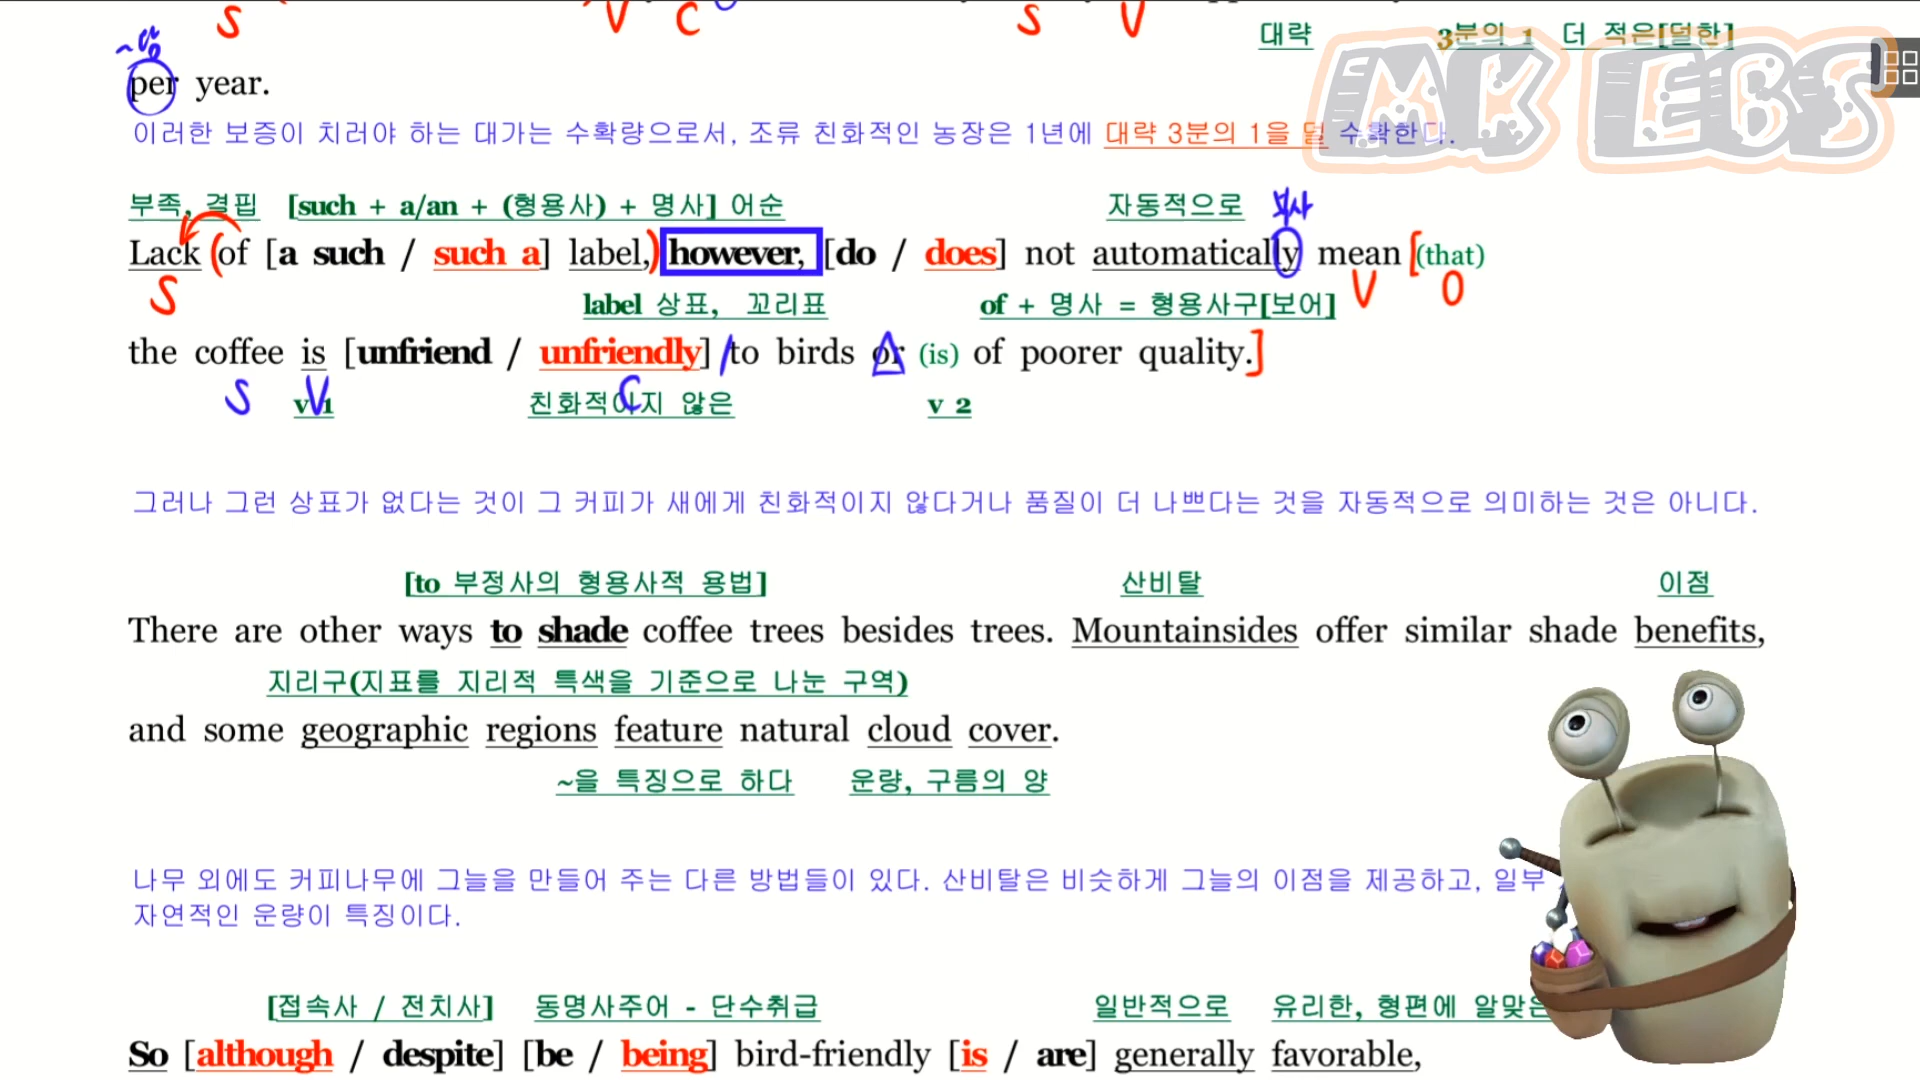 S V C S V
대략 3분의 1 더 적은[덜한]
~당
per year.
이러한 보증이 치러야 하는 대가는 수확량으로서, 조류 친화적인 농장은 1년에 대략 3분의 1을 덜 수확한다.
MK EBS
부족, 결핍 [such + a/an + (형용사) + 명사] 어순 자동적으로 부사
Lack (of [a such / such a] label,) however, [do / does] not automatically mean [(that)
S label 상표, 꼬리표 of + 명사 = 형용사구[보어] V O
the coffee is [unfriend / unfriendly] / to birds or (is) of poorer quality.]
S V v 1 친화적이지 않은 C v 2
그러나 그런 상표가 없다는 것이 그 커피가 새에게 친화적이지 않다거나 품질이 더 나쁘다는 것을 자동적으로 의미하는 것은 아니다.
[to 부정사의 형용사적 용법] 산비탈 이점
There are other ways to shade coffee trees besides trees. Mountainsides offer similar shade benefits,
지리구(지표를 지리적 특색을 기준으로 나눈 구역)
and some geographic regions feature natural cloud cover.
~을 특징으로 하다 운량, 구름의 양
나무 외에도 커피나무에 그늘을 만들어 주는 다른 방법들이 있다. 산비탈은 비슷하게 그늘의 이점을 제공하고, 일부
자연적인 운량이 특징이다.
[접속사 / 전치사] 동명사주어 - 단수취급 일반적으로 유리한, 형편에 알맞은
So [although / despite] [be / being] bird-friendly [is / are] generally favorable,